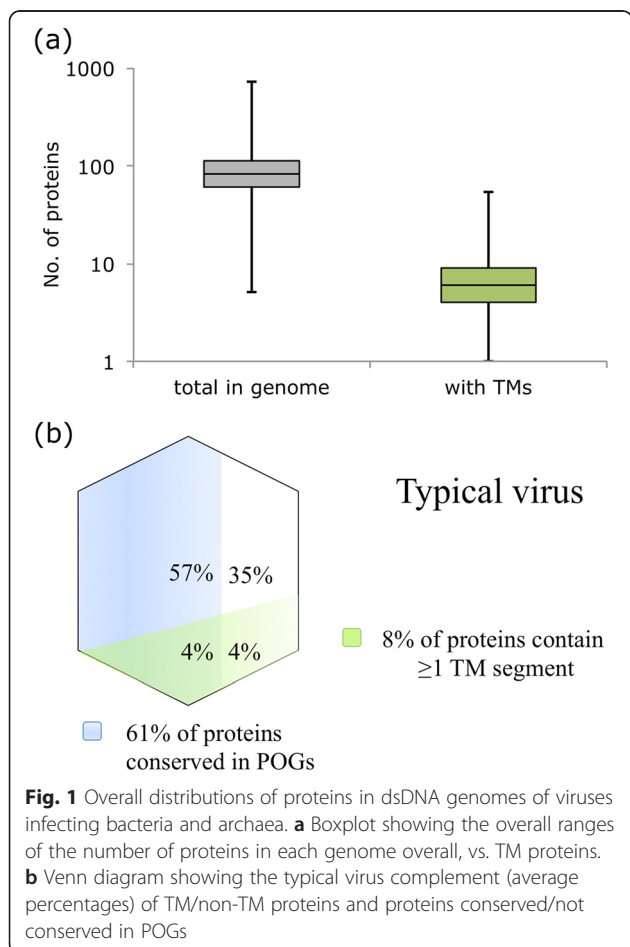 (a)
1000
100
10
1
No. of proteins
total in genome
with TMs
(b)
Typical virus
57% 35%
4% 4%
8% of proteins contain
≥1 TM segment
61% of proteins
conserved in POGs
Fig. 1 Overall distributions of proteins in dsDNA genomes of viruses
infecting bacteria and archaea. a Boxplot showing the overall ranges
of the number of proteins in each genome overall, vs. TM proteins.
b Venn diagram showing the typical virus complement (average
percentages) of TM/non-TM proteins and proteins conserved/not
conserved in POGs